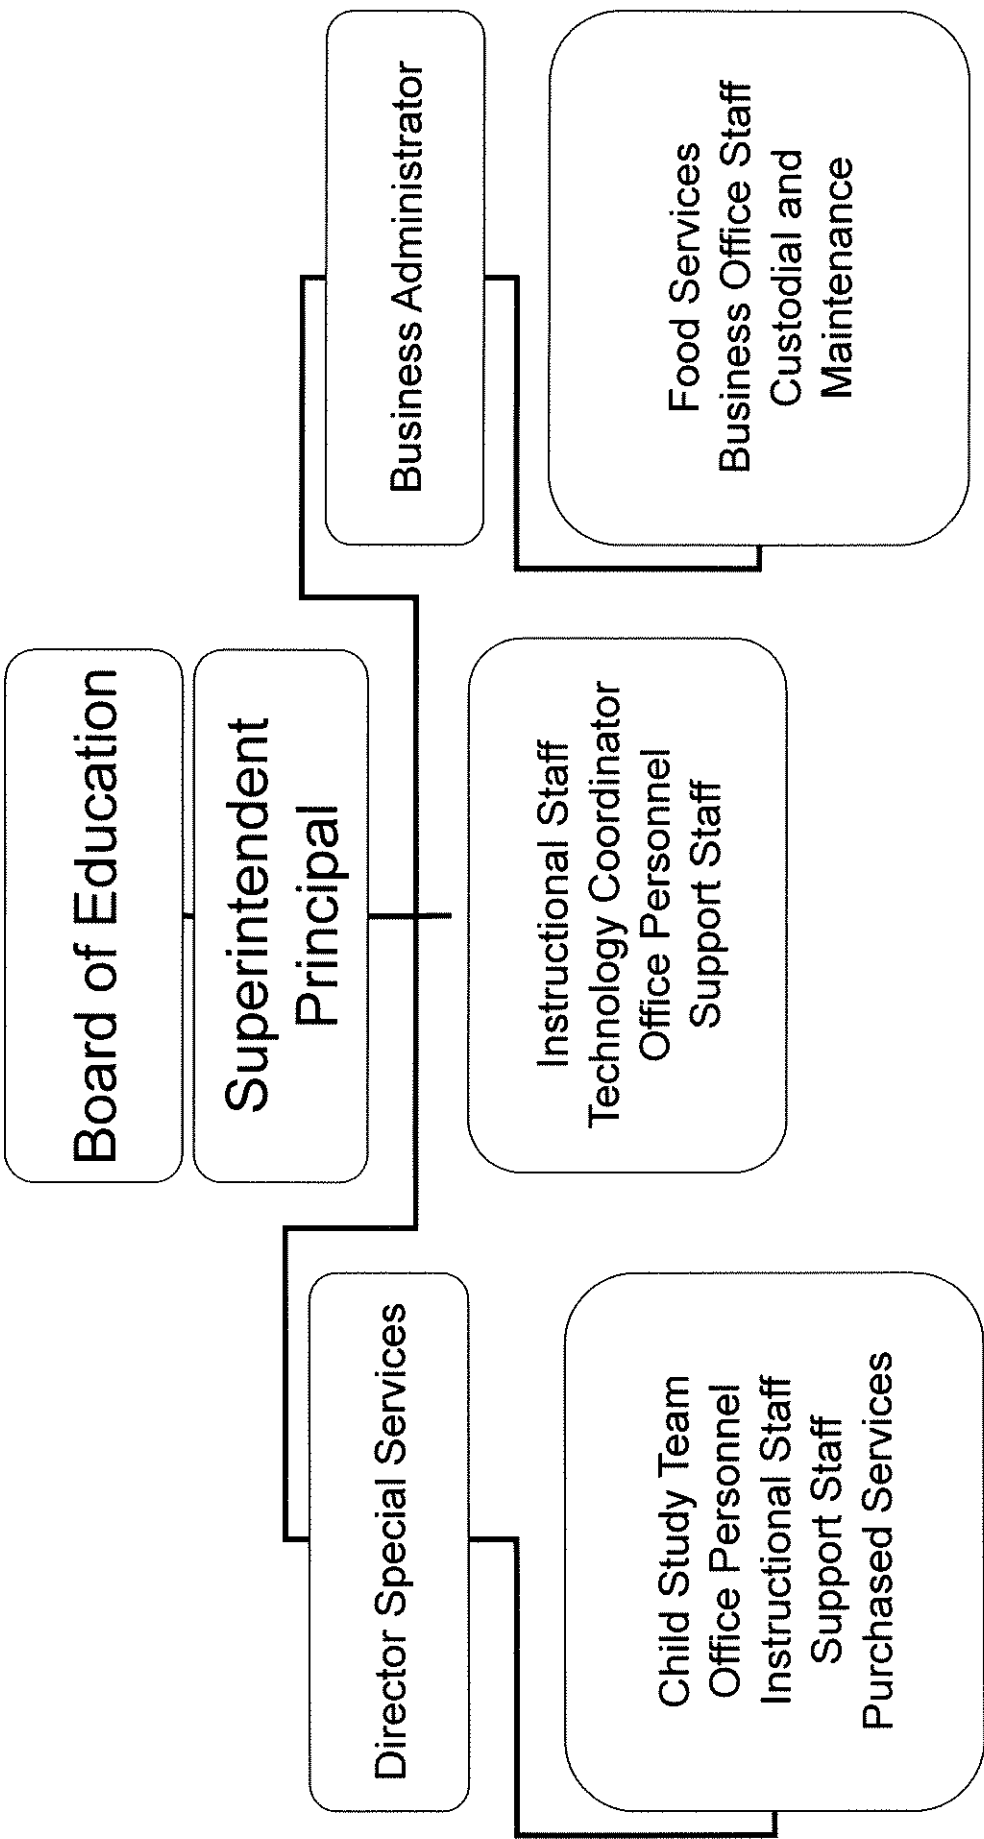 Board of Education
Superintendent
Principal
Director Special Services
Business Administrator
Child Study Team
Office Personnel
Instructional Staff
Support Staff
Purchased Services
Instructional Staff
Technology Coordinator
Office Personnel
Support Staff
Food Services
Business Office Staff
Custodial and
Maintenance